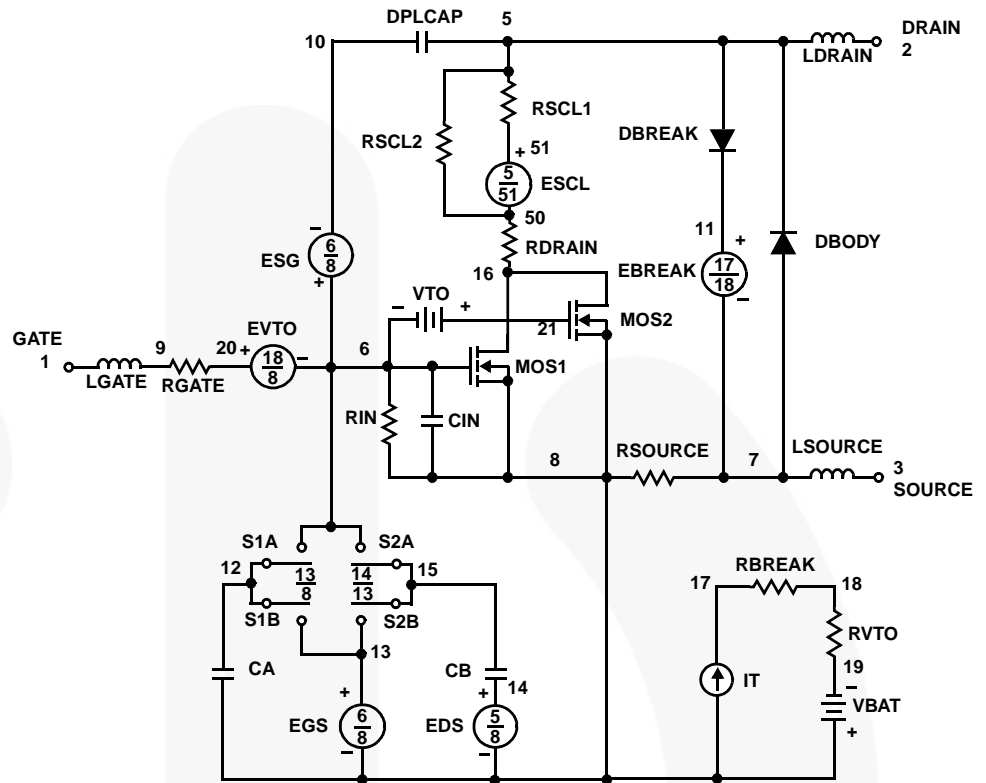 DPLCAP 5
10
DRAIN
2
LDRAIN
RSCL1
RSCL2
DBREAK
+ 51
5
51
ESCL
50
11
+
DBODY
−
6
8
+
ESG
RDRAIN
16
EBREAK
17
18
−
− VTO +
21
MOS2
GATE
1
LGATE
9
RGATE
20
EVTO
+
18
8
−
6
MOS1
RIN
CIN
8
RSOURCE
7
LSOURCE
3
SOURCE
S1A
S2A
12
13
8
14
13
15
S1B
S2B
13
RBREAK
17
18
RVTO
19
CA
CB
14
IT
−
VBAT
+
+
EGS
6
8
−
+
EDS
5
8
−